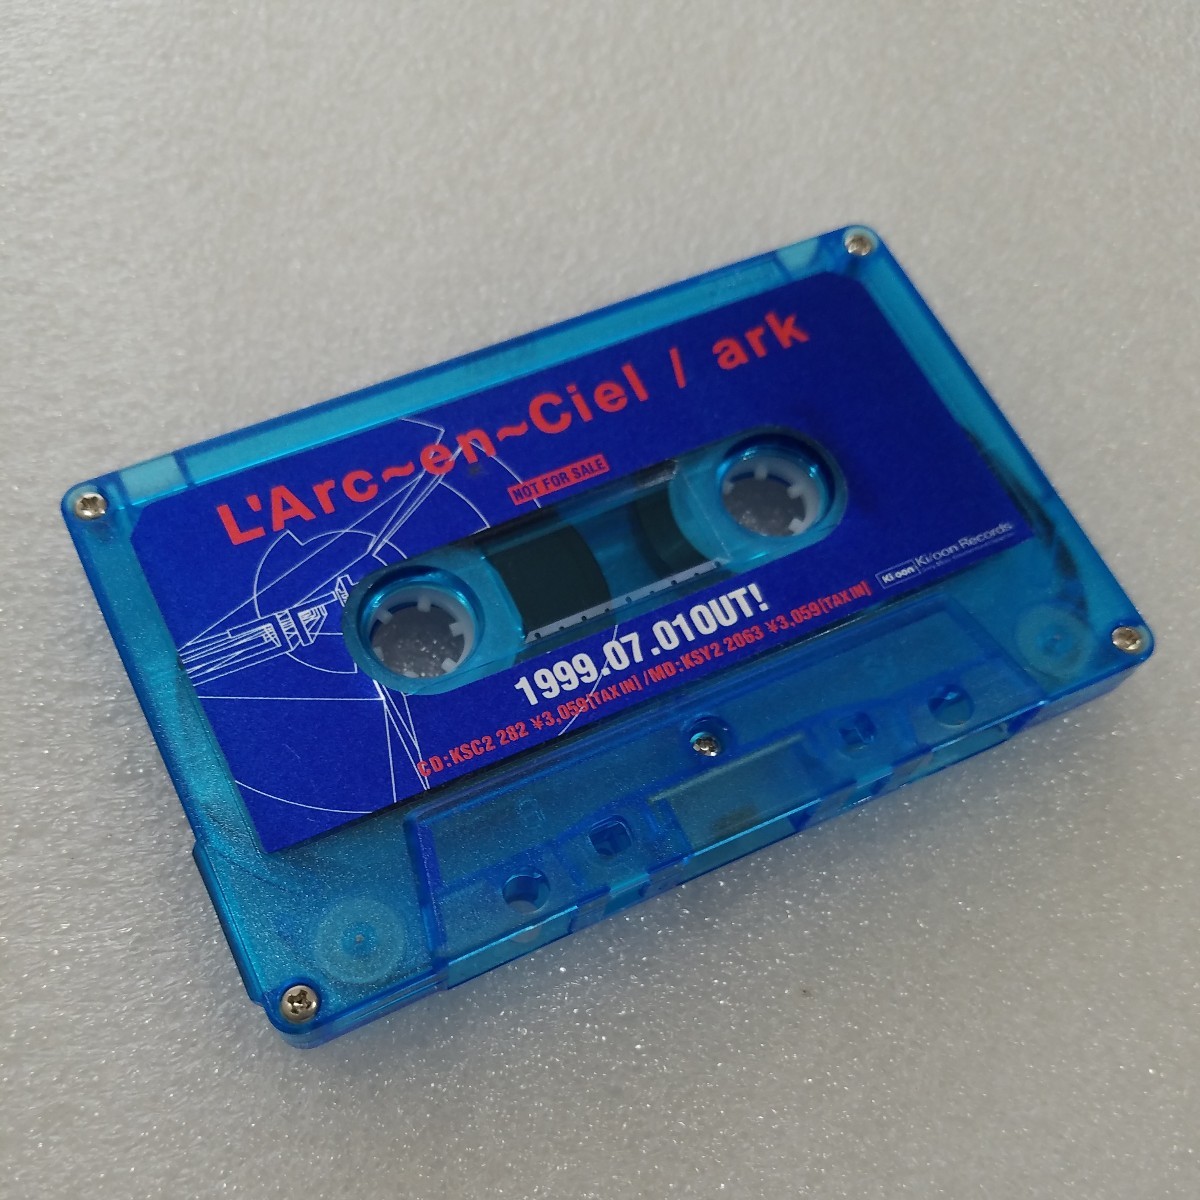 L'Arc~en~Ciel / ark
NOT FOR SALE
1999.07.01OUT!
CD:KSC2 282 ¥3,059[TAX IN] /MD:KSY2 2063 ¥3,059[TAX IN]
Ki/oon Ki/oon Records